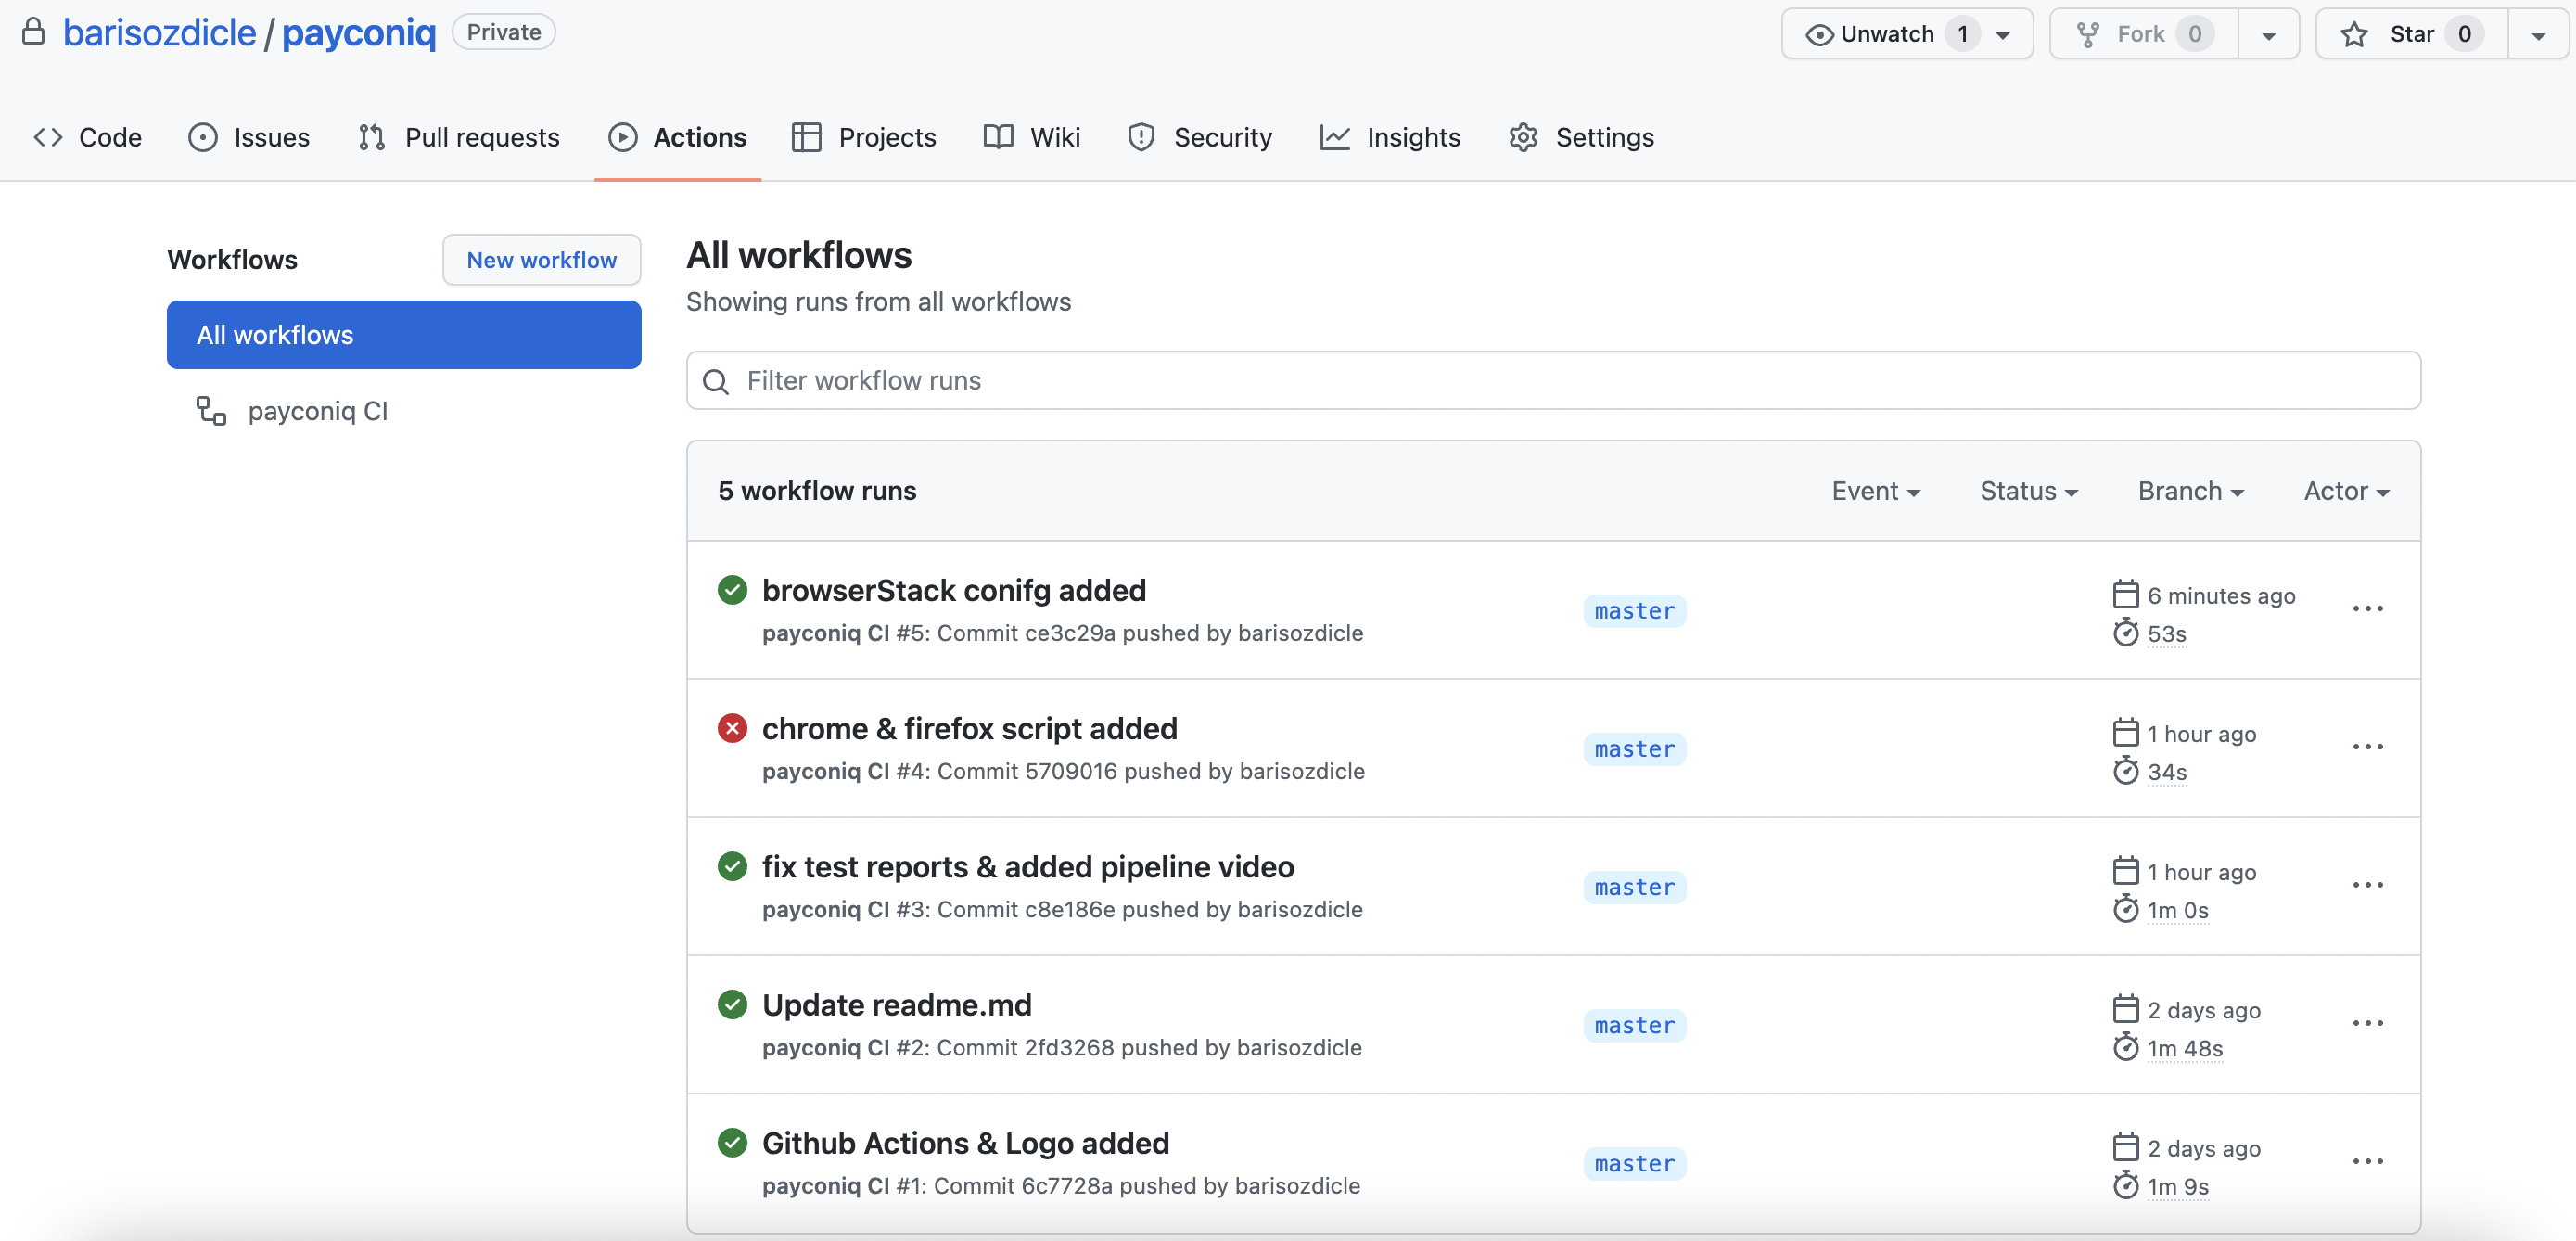 barisozdicle / payconiq Private
Unwatch 1 Fork 0 Star 0
Code Issues Pull requests Actions Projects Wiki Security Insights Settings
Workflows New workflow
All workflows
payconiq CI
All workflows
Showing runs from all workflows
Filter workflow runs
5 workflow runs Event Status Branch Actor
browserStack conifg added
payconiq CI #5: Commit ce3c29a pushed by barisozdicle
master
6 minutes ago
53s
chrome & firefox script added
payconiq CI #4: Commit 5709016 pushed by barisozdicle
master
1 hour ago
34s
fix test reports & added pipeline video
payconiq CI #3: Commit c8e186e pushed by barisozdicle
master
1 hour ago
1m 0s
Update readme.md
payconiq CI #2: Commit 2fd3268 pushed by barisozdicle
master
2 days ago
1m 48s
Github Actions & Logo added
payconiq CI #1: Commit 6c7728a pushed by barisozdicle
master
2 days ago
1m 9s